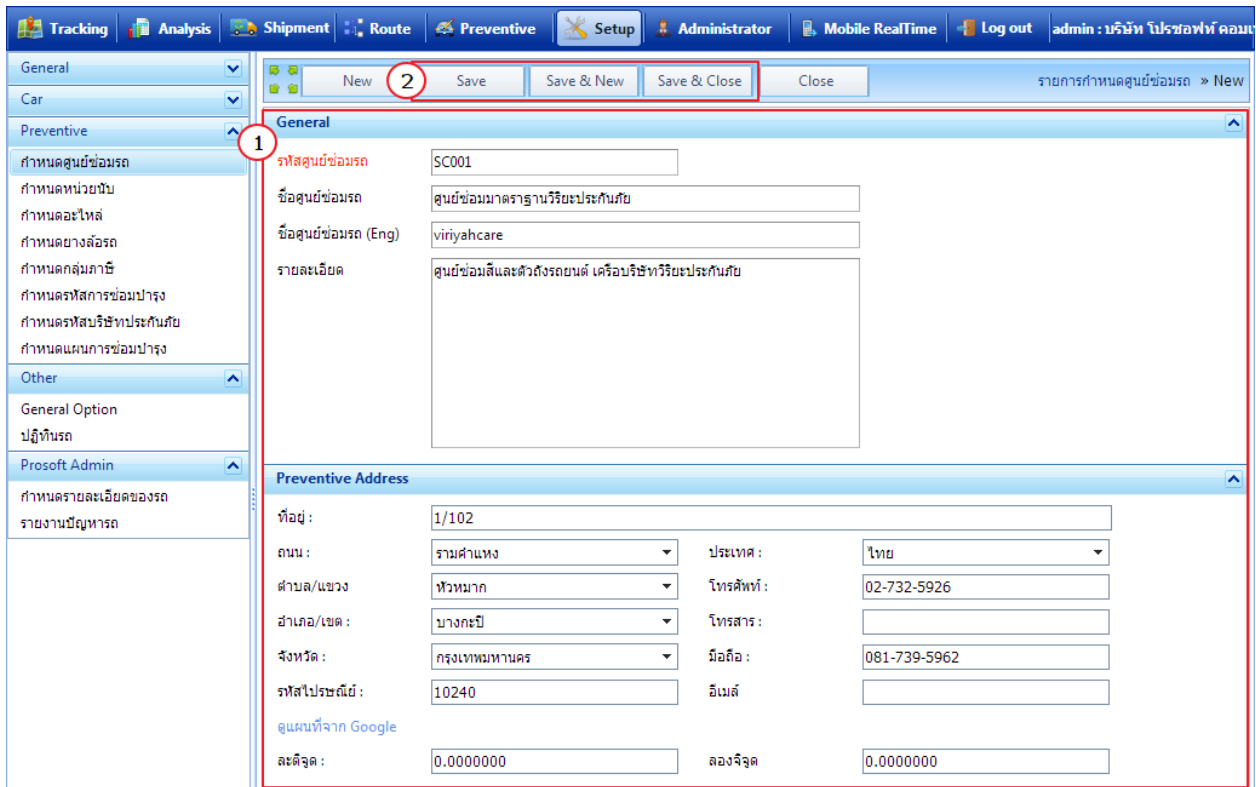 Tracking Analysis Shipment Route Preventive Setup Administrator Mobile RealTime Log out admin : บริษัท โปรซอฟท์ คอมเ
General
Car
Preventive
กำหนดศูนย์ซ่อมรถ
กำหนดหน่วยนับ
กำหนดอะไหล่
กำหนดยางล้อรถ
กำหนดกลุ่มภาษี
กำหนดรหัสการซ่อมบำรุง
กำหนดรหัสบริษัทประกันภัย
กำหนดแผนการซ่อมบำรุง
Other
General Option
ปฏิทินรถ
Prosoft Admin
กำหนดรายละเอียดของรถ
รายงานปัญหารถ
New 2 Save Save & New Save & Close Close รายการกำหนดศูนย์ซ่อมรถ » New
1
General
รหัสศูนย์ซ่อมรถ SC001
ชื่อศูนย์ซ่อมรถ ศูนย์ซ่อมมาตราฐานวิริยะประกันภัย
ชื่อศูนย์ซ่อมรถ (Eng) viriyahcare
รายละเอียด ศูนย์ซ่อมสีและตัวถังรถยนต์ เครือบริษัทวิริยะประกันภัย
Preventive Address
ที่อยู่ : 1/102
ถนน : รามคำแหง ประเทศ : ไทย
ตำบล/แขวง หัวหมาก โทรศัพท์ : 02-732-5926
อำเภอ/เขต : บางกะปิ โทรสาร :
จังหวัด : กรุงเทพมหานคร มือถือ : 081-739-5962
รหัสไปรษณีย์ : 10240 อีเมล์
ดูแผนที่จาก Google
ละติจูด : 0.0000000 ลองจิจูด 0.0000000